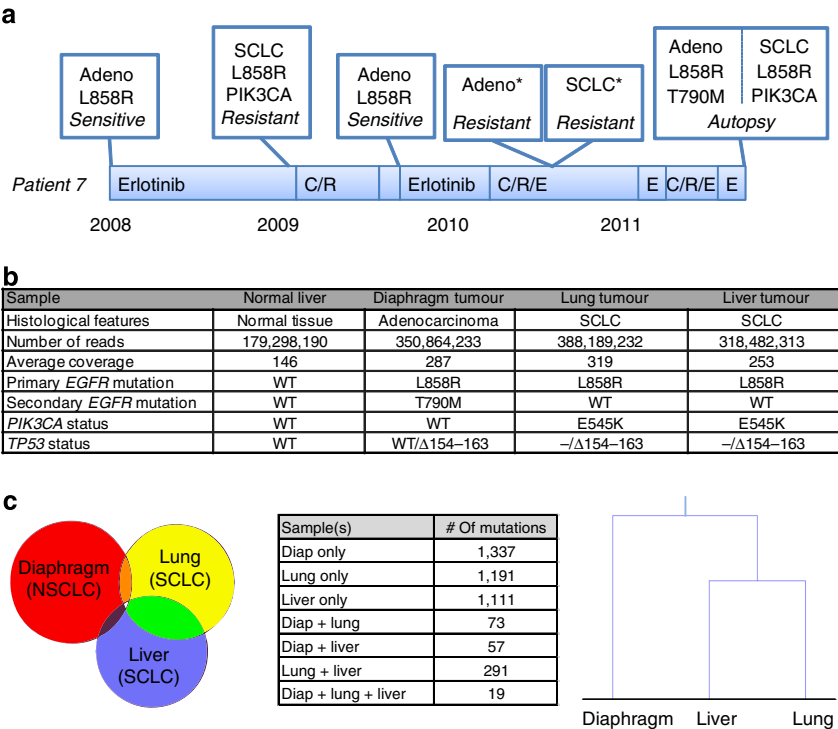 a
Adeno
L858R
Sensitive
SCLC
L858R
PIK3CA
Resistant
Adeno
L858R
Sensitive
Adeno*
Resistant
SCLC*
Resistant
Adeno
L858R
T790M
SCLC
L858R
PIK3CA
Autopsy
Patient 7
Erlotinib
C/R
Erlotinib
C/R/E
E
C/R/E
E
2008
2009
2010
2011
b
Sample Normal liver Diaphragm tumour Lung tumour Liver tumour
Histological features Normal tissue Adenocarcinoma SCLC SCLC
Number of reads 179,298,190 350,864,233 388,189,232 318,482,313
Average coverage 146 287 319 253
Primary EGFR mutation WT L858R L858R L858R
Secondary EGFR mutation WT T790M WT WT
PIK3CA status WT WT E545K E545K
TP53 status WT WT/Δ154–163 –/Δ154–163 –/Δ154–163
c
Diaphragm
(NSCLC)
Lung
(SCLC)
Liver
(SCLC)
Sample(s) # Of mutations
Diap only 1,337
Lung only 1,191
Liver only 1,111
Diap + lung 73
Diap + liver 57
Lung + liver 291
Diap + lung + liver 19
Diaphragm Liver Lung